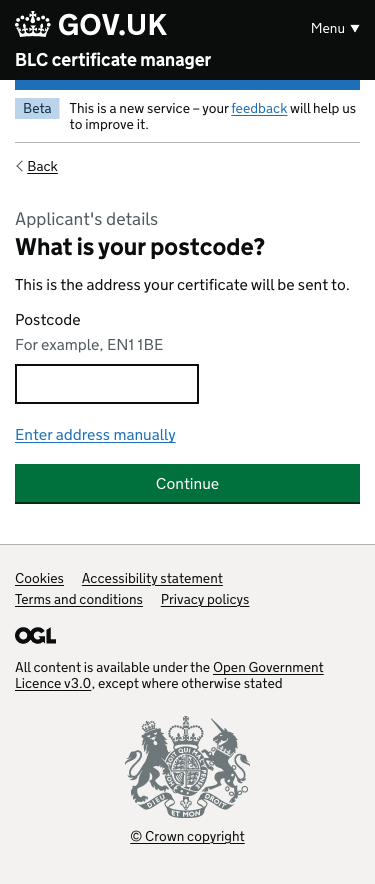 GOV.UK
Menu ▼
BLC certificate manager
Beta
This is a new service – your feedback will help us
to improve it.
Back
Applicant's details
What is your postcode?
This is the address your certificate will be sent to.
Postcode
For example, EN1 1BE
Enter address manually
Continue
Cookies Accessibility statement
Terms and conditions Privacy policys
OGL
All content is available under the Open Government
Licence v3.0, except where otherwise stated
DIEU ET MON
© Crown copyright